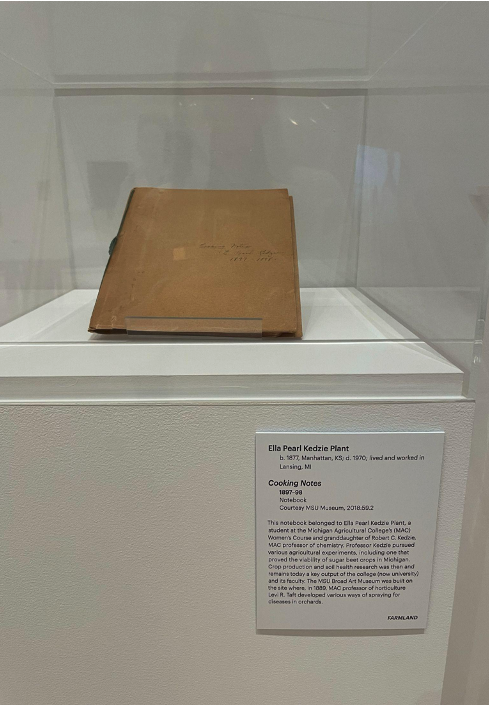 Cooking Notes
Ella Pearl Kedzie Plant
b. 1877, Manhattan, KS; d. 1970; lived and worked in
Lansing, MI
Cooking Notes
1897-98
Notebook
Courtesy MSU Museum, 2018:69.2
This notebook belonged to Ella Pearl Kedzie Plant, a
student at the Michigan Agricultural College's (MAC)
Women's Course and granddaughter of Robert C. Kedzie,
MAC professor of chemistry. Professor Kedzie pursued
various agricultural experiments, including one that
proved the viability of sugar beet crops in Michigan.
Crop production and soil health research was then and
remains today a key output of the college (now university)
and its faculty. The MSU Broad Art Museum was built on
the site where, in 1889, MAC professor of horticulture
Levi R. Taft developed various ways of spraying for
diseases in orchards.
FARMLAND